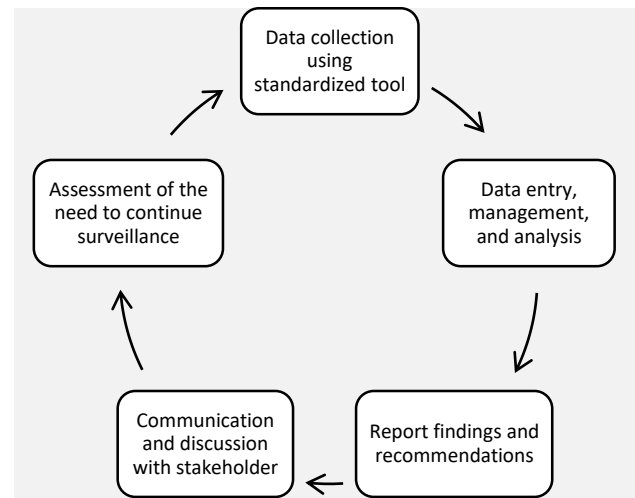 Data collection
using
standardized tool
Data entry,
management,
and analysis
Report findings and
recommendations
Communication
and discussion
with stakeholder
Assessment of the
need to continue
surveillance